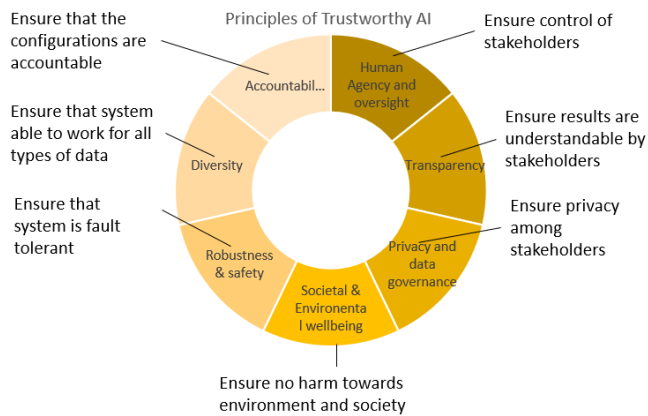 Principles of Trustworthy AI
Ensure that the
configurations are
accountable
Ensure control of
stakeholders
Accountabil...
Human
Agency and
oversight
Ensure that system
able to work for all
types of data
Diversity
Transparency
Ensure results are
understandable by
stakeholders
Ensure that
system is fault
tolerant
Robustness
& safety
Privacy and
data
governance
Ensure privacy
among
stakeholders
Societal &
Environenta
l wellbeing
Ensure no harm towards
environment and society